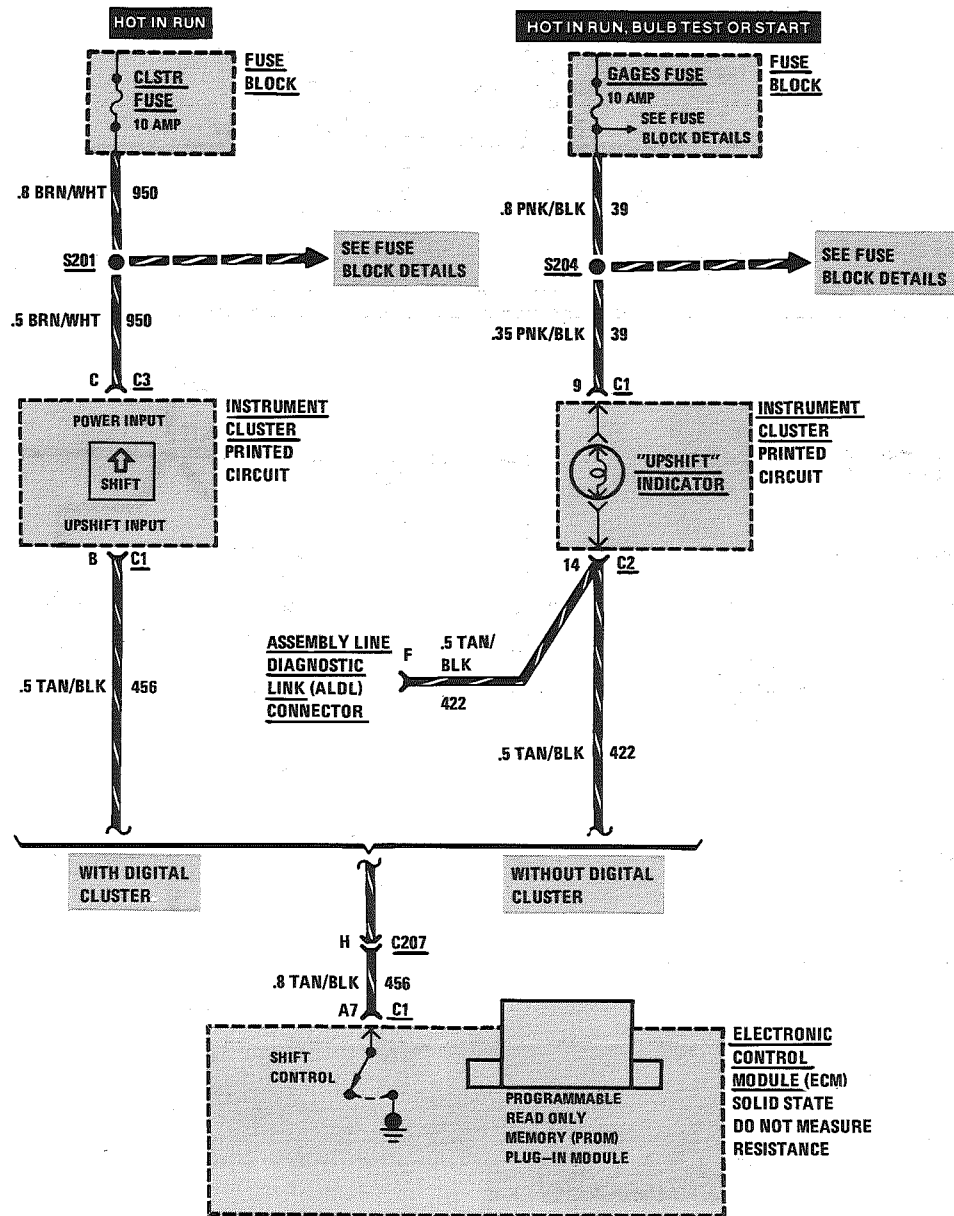 HOT IN RUN
CLSTR
FUSE
10 AMP
FUSE
BLOCK
.8 BRN/WHT
950
S201
SEE FUSE
BLOCK DETAILS
.5 BRN/WHT
950
C
C3
POWER INPUT
SHIFT
UPSHIFT INPUT
INSTRUMENT
CLUSTER
PRINTED
CIRCUIT
B
C1
.5 TAN/BLK
456
HOT IN RUN, BULB TEST OR START
GAGES FUSE
10 AMP
SEE FUSE
BLOCK DETAILS
FUSE
BLOCK
.8 PNK/BLK
39
S204
SEE FUSE
BLOCK DETAILS
.35 PNK/BLK
39
9
C1
"UPSHIFT"
INDICATOR
INSTRUMENT
CLUSTER
PRINTED
CIRCUIT
14
C2
ASSEMBLY LINE
DIAGNOSTIC
LINK (ALDL)
CONNECTOR
F
.5 TAN/
BLK
422
.5 TAN/BLK
422
WITH DIGITAL
CLUSTER
WITHOUT DIGITAL
CLUSTER
H
C207
.8 TAN/BLK
456
A7
C1
SHIFT
CONTROL
PROGRAMMABLE
READ ONLY
MEMORY (PROM)
PLUG-IN MODULE
ELECTRONIC
CONTROL
MODULE (ECM)
SOLID STATE
DO NOT MEASURE
RESISTANCE